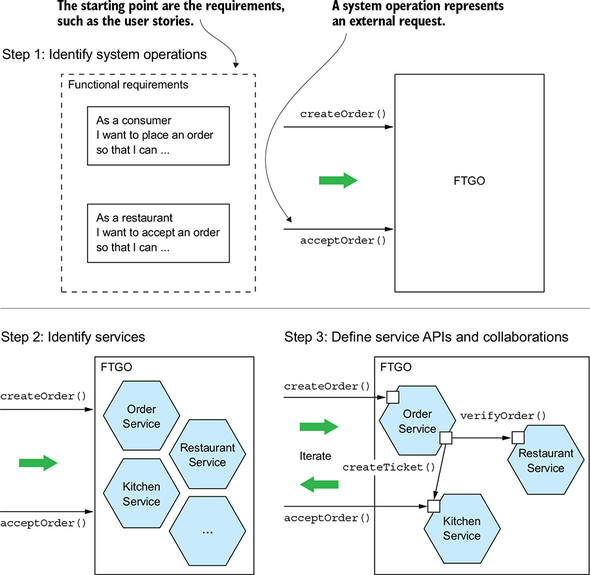 The starting point are the requirements,
such as the user stories.
A system operation represents
an external request.
Step 1: Identify system operations
Functional requirements
As a consumer
I want to place an order
so that I can ...
As a restaurant
I want to accept an order
so that I can ...
createOrder()
acceptOrder()
FTGO
Step 2: Identify services
FTGO
createOrder()
acceptOrder()
Order
Service
Restaurant
Service
Kitchen
Service
...
Step 3: Define service APIs and collaborations
FTGO
createOrder()
Order
Service
verifyOrder()
Restaurant
Service
Iterate
createTicket()
acceptOrder()
Kitchen
Service